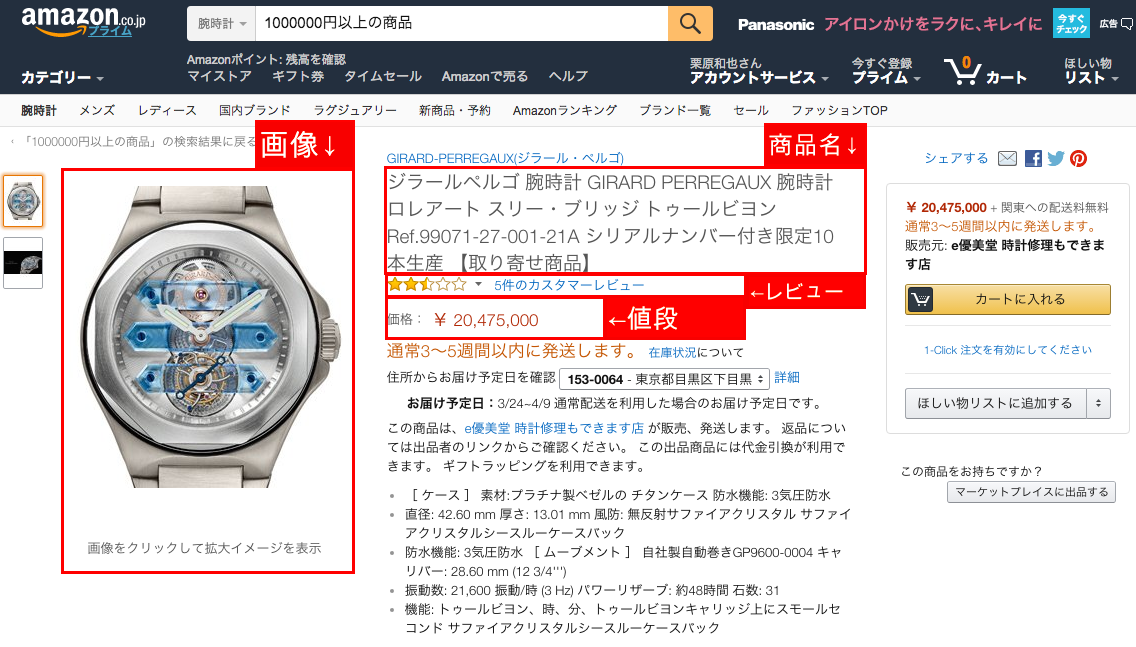 amazon.co.jp
プライム
腕時計
1000000円以上の商品
Panasonic アイロンかけをラクに、キレイに
今すぐ
チェック
広告
カテゴリー
Amazonポイント: 残高を確認
マイストア ギフト券 タイムセール Amazonで売る ヘルプ
栗原和也さん
アカウントサービス
今すぐ登録
プライム
0
カート
ほしい物
リスト
腕時計 メンズ レディース 国内ブランド ラグジュアリー 新商品・予約 Amazonランキング ブランド一覧 セール ファッションTOP
‹ 「1000000円以上の商品」の検索結果に戻る
画像↓
商品名↓
GIRARD-PERREGAUX(ジラール・ペルゴ)
ジラールペルゴ 腕時計 GIRARD PERREGAUX 腕時計
ロレアート スリー・ブリッジ トゥールビヨン
Ref.99071-27-001-21A シリアルナンバー付き限定10
本生産 【取り寄せ商品】
5件のカスタマーレビュー
←レビュー
価格： ￥ 20,475,000
←値段
通常3〜5週間以内に発送します。 在庫状況について
住所からお届け予定日を確認 153-0064 - 東京都目黒区下目黒 詳細
お届け予定日：3/24~4/9 通常配送を利用した場合のお届け予定日です。
この商品は、e優美堂 時計修理もできます店 が販売、発送します。 返品につい
ては出品者のリンクからご確認ください。 この出品商品には代金引換が利用で
きます。 ギフトラッピングを利用できます。
• ［ ケース ］ 素材:プラチナ製ベゼルの チタンケース 防水機能: 3気圧防水
• 直径: 42.60 mm 厚さ: 13.01 mm 風防: 無反射サファイアクリスタル サファイ
アクリスタルシースルーケースバック
• 防水機能: 3気圧防水 ［ ムーブメント ］ 自社製自動巻きGP9600-0004 キャ
リバー: 28.60 mm (12 3/4''')
• 振動数: 21,600 振動/時 (3 Hz) パワーリザーブ: 約48時間 石数: 31
• 機能: トゥールビヨン、時、分、トゥールビヨンキャリッジ上にスモールセ
コンド サファイアクリスタルシースルーケースバック
画像をクリックして拡大イメージを表示
シェアする
￥ 20,475,000 + 関東への配送料無料
通常3〜5週間以内に発送します。
販売元: e優美堂 時計修理もできま
す店
カートに入れる
1-Click 注文を有効にしてください
ほしい物リストに追加する
この商品をお持ちですか？
マーケットプレイスに出品する